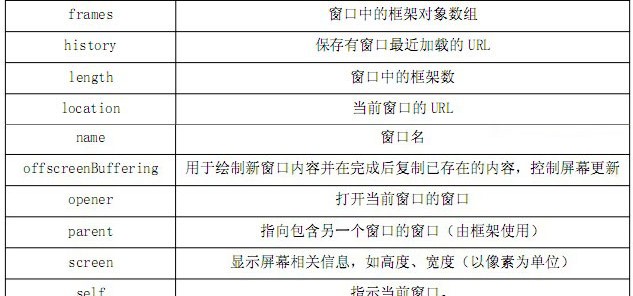 frames 窗口中的框架对象数组
history 保存有窗口最近加载的 URL
length 窗口中的框架数
location 当前窗口的 URL
name 窗口名
offscreenBuffering 用于绘制新窗口内容并在完成后复制已存在的内容，控制屏幕更新
opener 打开当前窗口的窗口
parent 指向包含另一个窗口的窗口（由框架使用）
screen 显示屏幕相关信息，如高度、宽度（以像素为单位）
self 指示当前窗口。